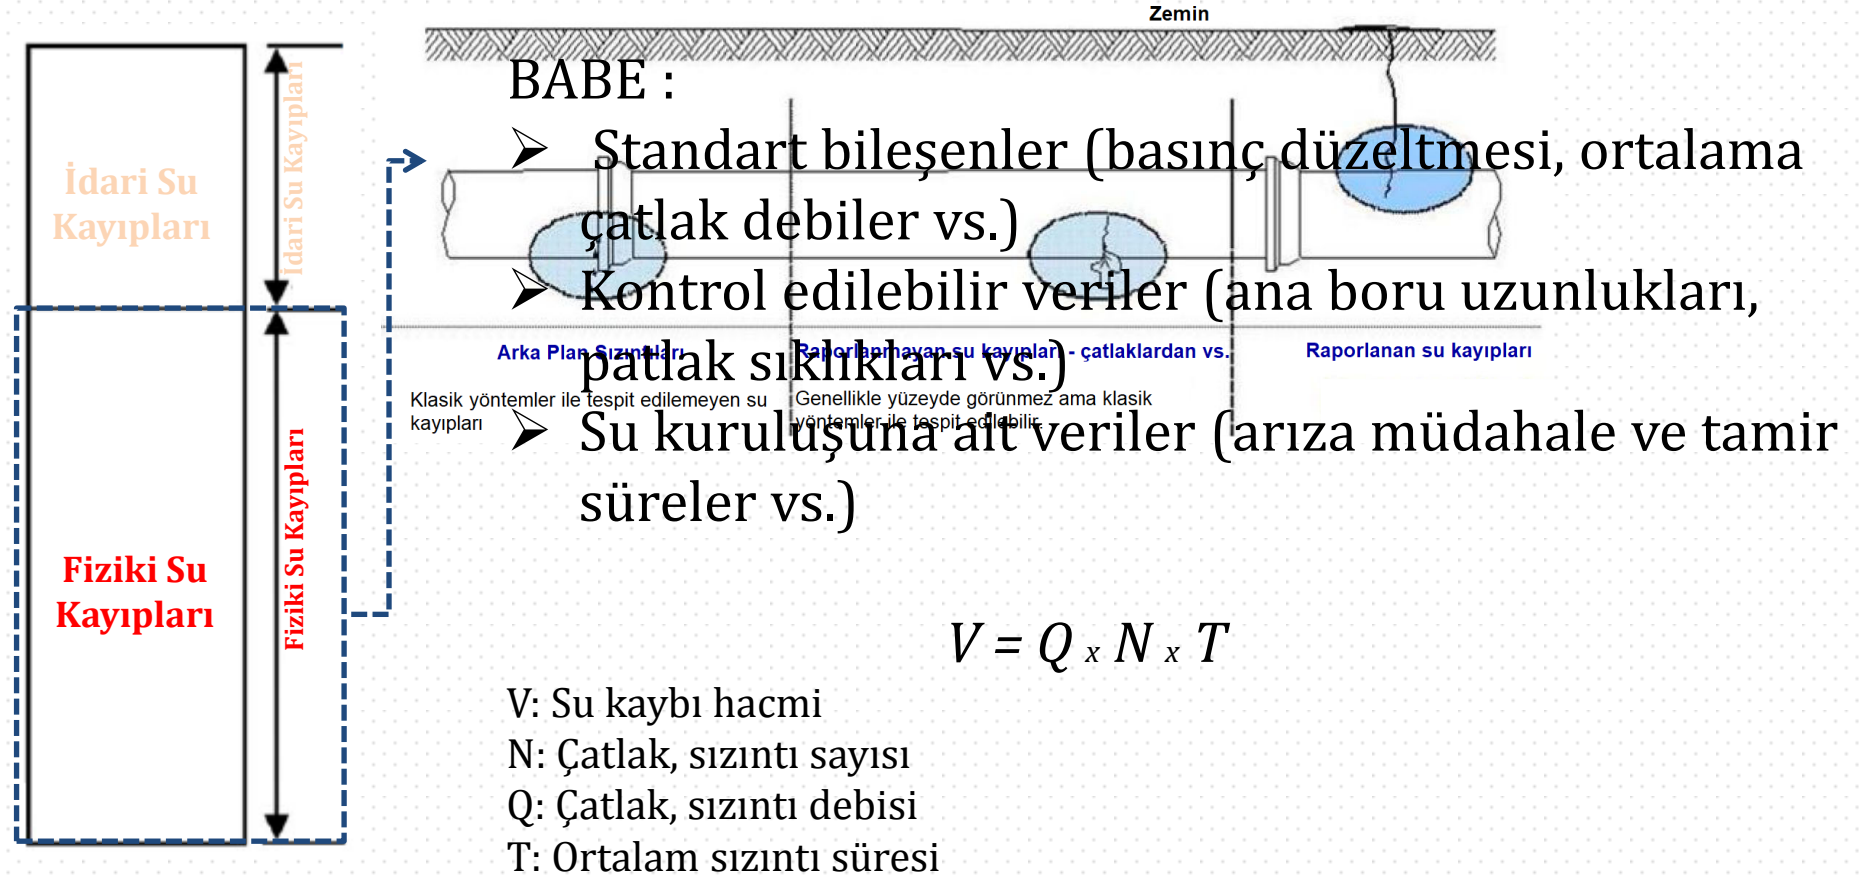 Zemin
İdari Su
Kayıpları
İdari Su Kayıpları
Fiziki Su
Kayıpları
Fiziki Su Kayıpları
BABE :
➢ Standart bileşenler (basınç düzeltmesi, ortalama
çatlak debiler vs.)
➢ Kontrol edilebilir veriler (ana boru uzunlukları,
patlak sıklıkları vs.)
➢ Su kuruluşuna ait veriler (arıza müdahale ve tamir
süreler vs.)
Arka Plan Sızıntıları
Klasik yöntemler ile tespit edilemeyen su
kayıpları
Raporlanmayan su kayıpları - çatlaklardan vs.
Genellikle yüzeyde görünmez ama klasik
yöntemler ile tespit edilebilir.
Raporlanan su kayıpları
V = Q x N x T
V: Su kaybı hacmi
N: Çatlak, sızıntı sayısı
Q: Çatlak, sızıntı debisi
T: Ortalam sızıntı süresi